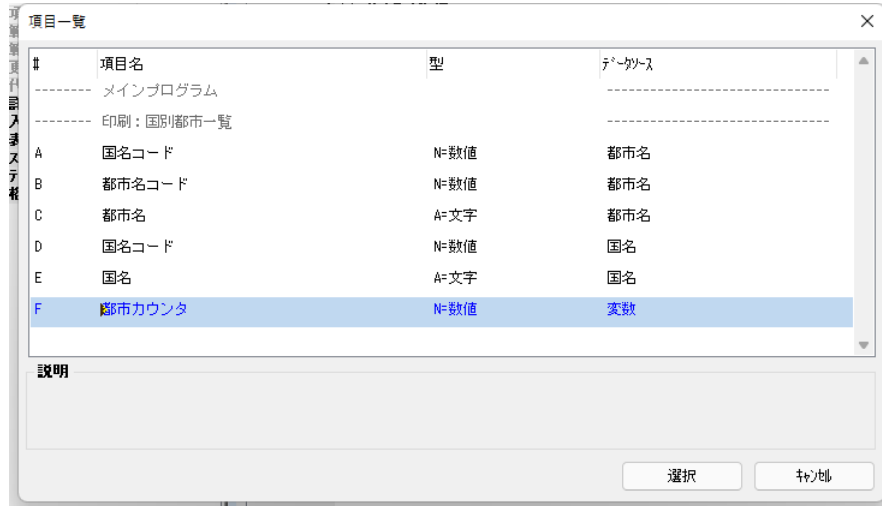 項目一覧
# 項目名 型 ﾃﾞｰﾀｿｰｽ
-------- メインプログラム ------------------------------
-------- 印刷：国別都市一覧 ------------------------------
A 国名コード N=数値 都市名
B 都市名コード N=数値 都市名
C 都市名 A=文字 都市名
D 国名コード N=数値 国名
E 国名 A=文字 国名
F 都市カウンタ N=数値 変数
説明
選択 ｷｬﾝｾﾙ